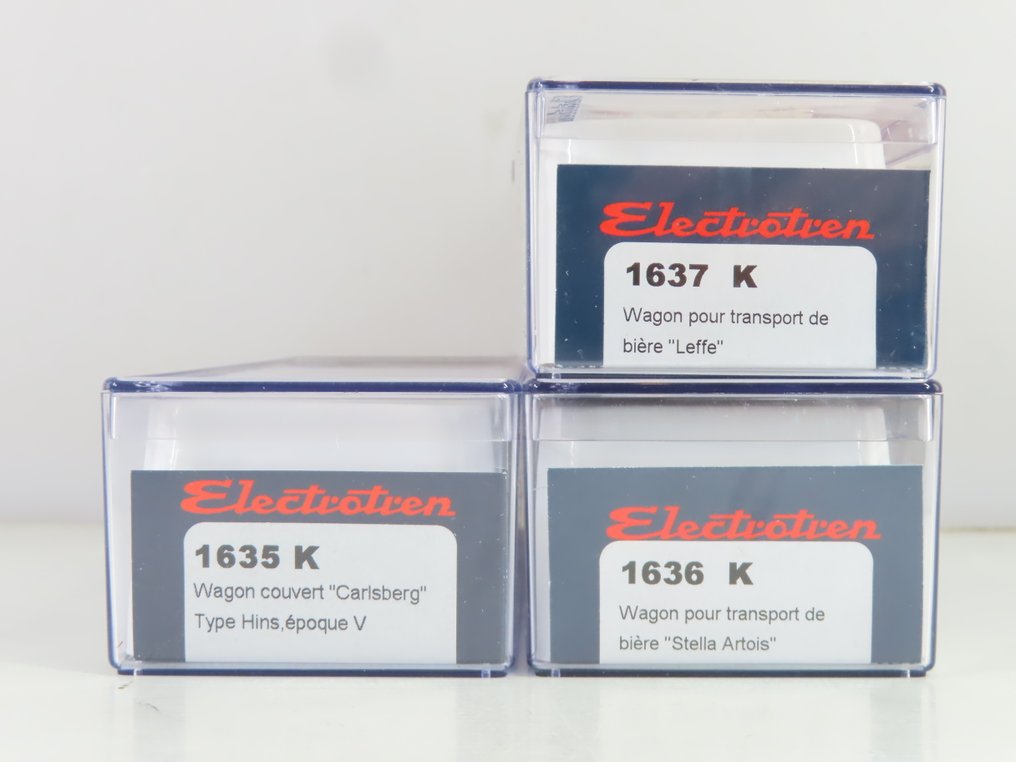 Electrotren
1637 K
Wagon pour transport de
bière "Leffe"
Electrotren
1635 K
Wagon couvert "Carlsberg"
Type Hins,époque V
Electrotren
1636 K
Wagon pour transport de
bière "Stella Artois"